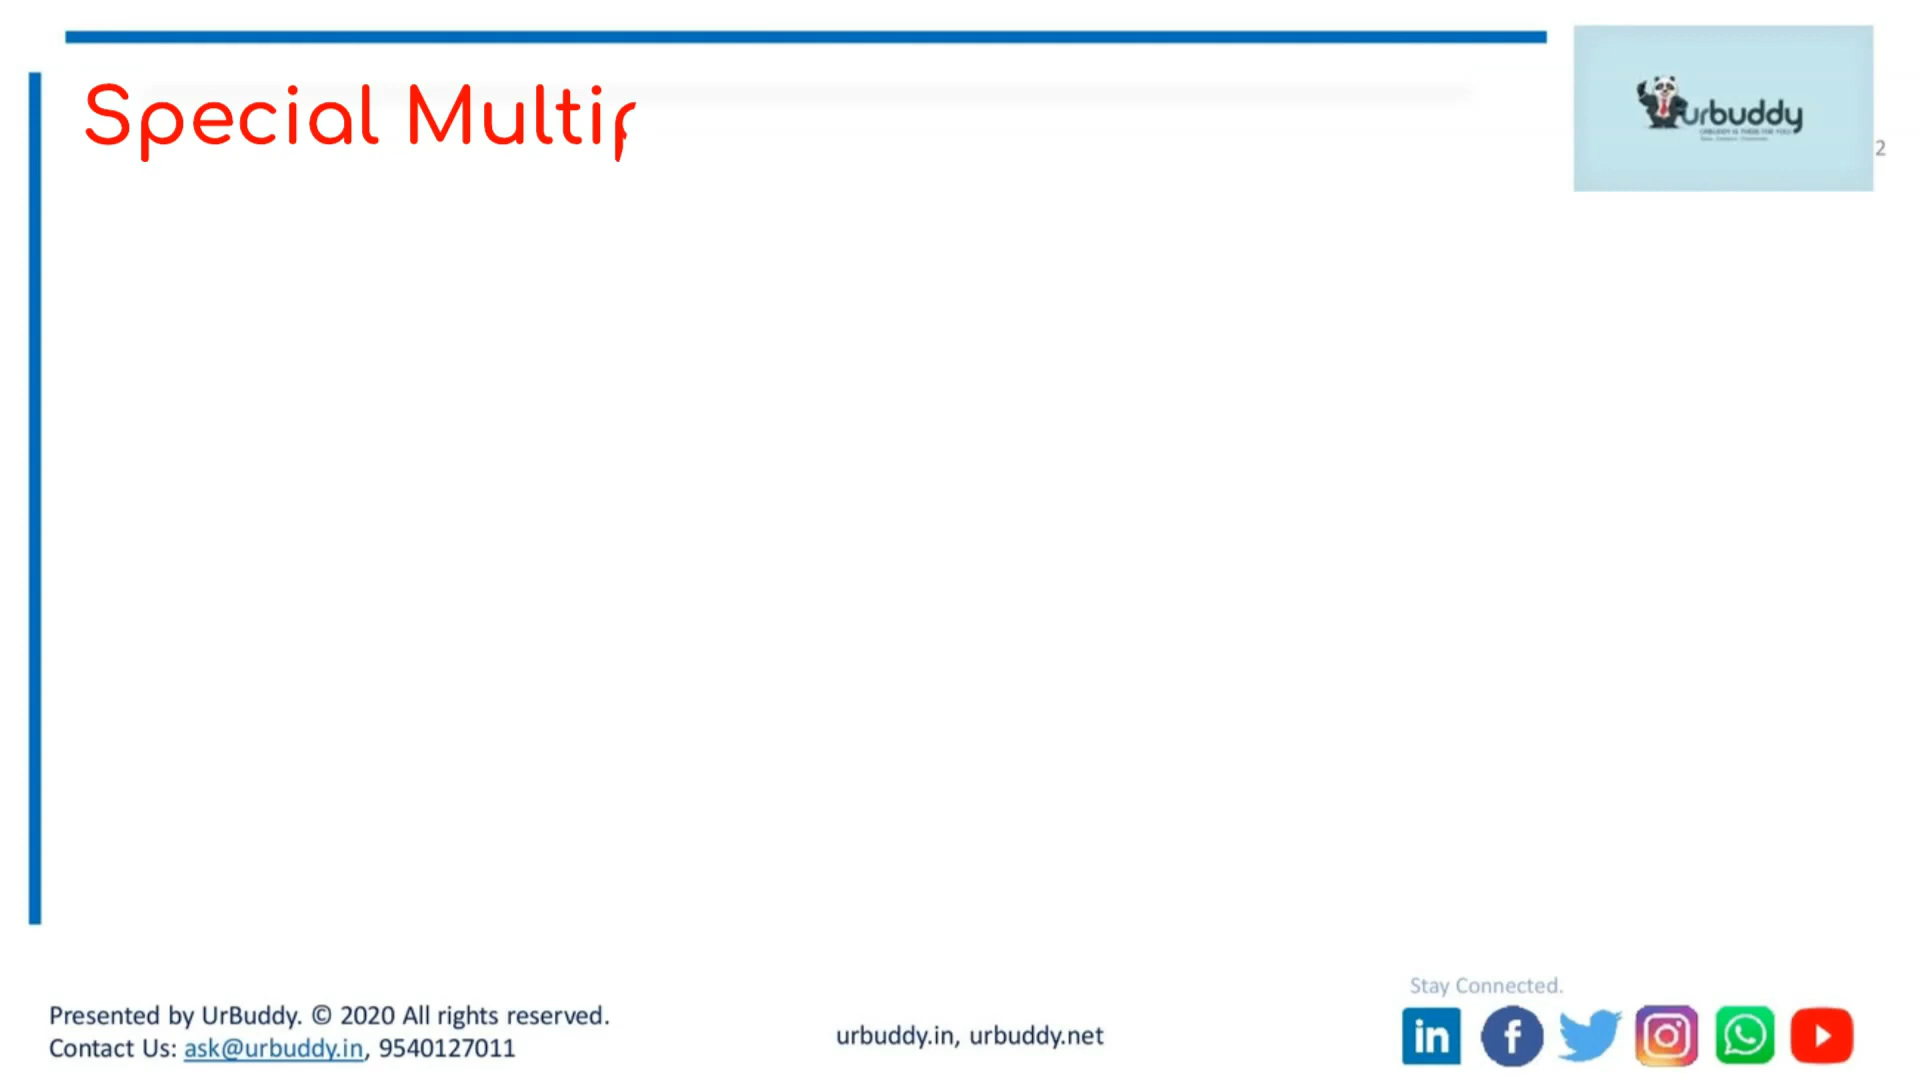 Special Multip
urbuddy
2
Stay Connected.
Presented by UrBuddy. © 2020 All rights reserved.
Contact Us: ask@urbuddy.in, 9540127011
urbuddy.in, urbuddy.net